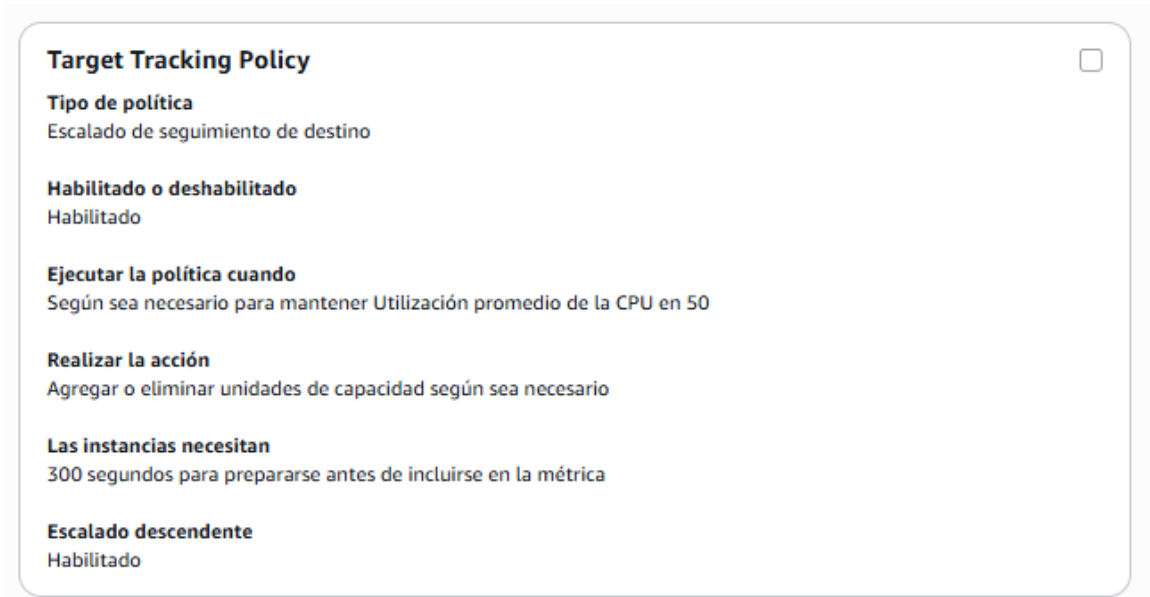 Target Tracking Policy
Tipo de política
Escalado de seguimiento de destino
Habilitado o deshabilitado
Habilitado
Ejecutar la política cuando
Según sea necesario para mantener Utilización promedio de la CPU en 50
Realizar la acción
Agregar o eliminar unidades de capacidad según sea necesario
Las instancias necesitan
300 segundos para prepararse antes de incluirse en la métrica
Escalado descendente
Habilitado